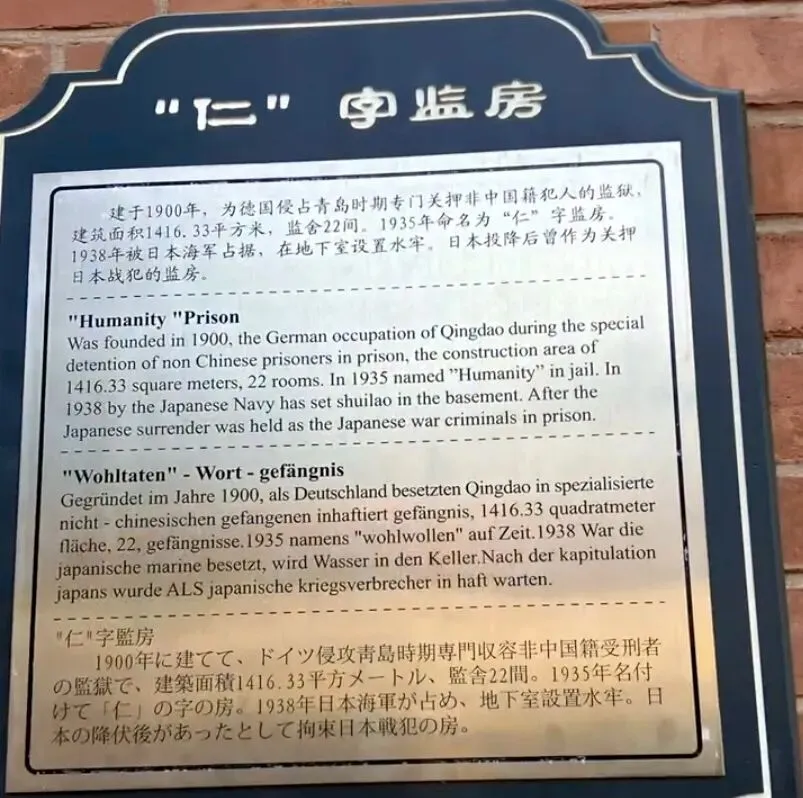 "仁" 字监房
建于1900年，为德国侵占青岛时期专门关押非中国籍犯人的监狱，
建筑面积1416.33平方米，监舍22间。1935年命名为“仁”字监房。
1938年被日本海军占据，在地下室设置水牢。日本投降后曾作为关押
日本战犯的监房。
"Humanity "Prison
Was founded in 1900, the German occupation of Qingdao during the special
detention of non Chinese prisoners in prison, the construction area of
1416.33 square meters, 22 rooms. In 1935 named ”Humanity” in jail. In
1938 by the Japanese Navy has set shuilao in the basement. After the
Japanese surrender was held as the Japanese war criminals in prison.
"Wohltaten" - Wort - gefängnis
Gegründet im Jahre 1900, als Deutschland besetzten Qingdao in spezialisierte
nicht - chinesischen gefangenen inhaftiert gefängnis, 1416.33 quadratmeter
fläche, 22, gefängnisse.1935 namens "wohlwollen" auf Zeit.1938 War die
japanische marine besetzt, wird Wasser in den Keller.Nach der kapitulation
japans wurde ALS japanische kriegsverbrecher in haft warten.
"仁"字監房
1900年に建てて、ドイツ侵攻靑島時期専門収容非中国籍受刑者
の監獄で、建築面積1416.33平方メートル、監舎22間。1935年名付
けて「仁」の字の房。1938年日本海軍が占め、地下室設置水牢。日
本の降伏後があったとして拘束日本戦犯の房。